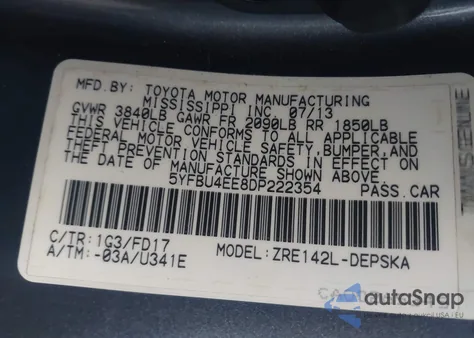 MFD. BY: TOYOTA MOTOR MANUFACTURING
MISSISSIPPI INC. 07/13
GVWR 3840LB GAWR FR 2090LB RR 1850LB
THIS VEHICLE CONFORMS TO ALL APPLICABLE
FEDERAL MOTOR VEHICLE SAFETY, BUMPER, AND
THEFT PREVENTION STANDARDS IN EFFECT ON
THE DATE OF MANUFACTURE SHOWN ABOVE.
5YFBU4EE8DP222354 PASS. CAR
C/TR: 1G3/FD17 MODEL: ZRE142L-DEPSKA
A/TM: -03A/U341E
autoSnap